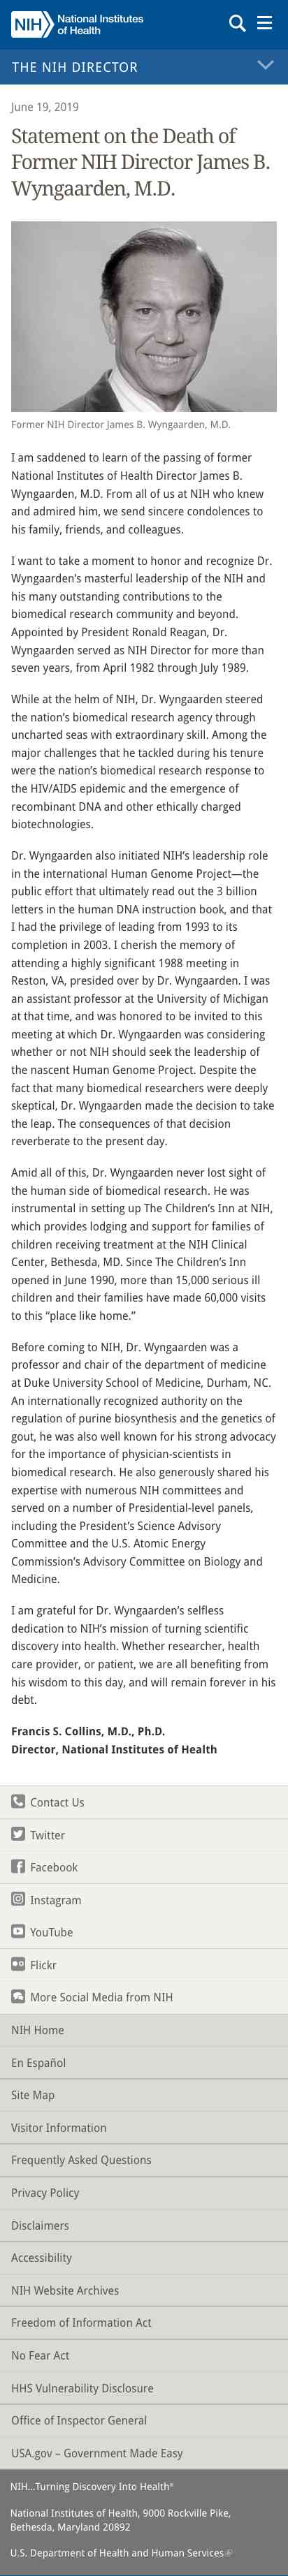 NIH National Institutes
of Health
THE NIH DIRECTOR
June 19, 2019
Statement on the Death of
Former NIH Director James B.
Wyngaarden, M.D.
Former NIH Director James B. Wyngaarden, M.D.
I am saddened to learn of the passing of former
National Institutes of Health Director James B.
Wyngaarden, M.D. From all of us at NIH who knew
and admired him, we send sincere condolences to
his family, friends, and colleagues.
I want to take a moment to honor and recognize Dr.
Wyngaarden’s masterful leadership of the NIH and
his many outstanding contributions to the
biomedical research community and beyond.
Appointed by President Ronald Reagan, Dr.
Wyngaarden served as NIH Director for more than
seven years, from April 1982 through July 1989.
While at the helm of NIH, Dr. Wyngaarden steered
the nation’s biomedical research agency through
uncharted seas with extraordinary skill. Among the
major challenges that he tackled during his tenure
were the nation’s biomedical research response to
the HIV/AIDS epidemic and the emergence of
recombinant DNA and other ethically charged
biotechnologies.
Dr. Wyngaarden also initiated NIH’s leadership role
in the international Human Genome Project—the
public effort that ultimately read out the 3 billion
letters in the human DNA instruction book, and that
I had the privilege of leading from 1993 to its
completion in 2003. I cherish the memory of
attending a highly significant 1988 meeting in
Reston, VA, presided over by Dr. Wyngaarden. I was
an assistant professor at the University of Michigan
at that time, and was honored to be invited to this
meeting at which Dr. Wyngaarden was considering
whether or not NIH should seek the leadership of
the nascent Human Genome Project. Despite the
fact that many biomedical researchers were deeply
skeptical, Dr. Wyngaarden made the decision to take
the leap. The consequences of that decision
reverberate to the present day.
Amid all of this, Dr. Wyngaarden never lost sight of
the human side of biomedical research. He was
instrumental in setting up The Children’s Inn at NIH,
which provides lodging and support for families of
children receiving treatment at the NIH Clinical
Center, Bethesda, MD. Since The Children’s Inn
opened in June 1990, more than 15,000 serious ill
children and their families have made 60,000 visits
to this “place like home.”
Before coming to NIH, Dr. Wyngaarden was a
professor and chair of the department of medicine
at Duke University School of Medicine, Durham, NC.
An internationally recognized authority on the
regulation of purine biosynthesis and the genetics of
gout, he was also well known for his strong advocacy
for the importance of physician-scientists in
biomedical research. He also generously shared his
expertise with numerous NIH committees and
served on a number of Presidential-level panels,
including the President’s Science Advisory
Committee and the U.S. Atomic Energy
Commission’s Advisory Committee on Biology and
Medicine.
I am grateful for Dr. Wyngaarden’s selfless
dedication to NIH’s mission of turning scientific
discovery into health. Whether researcher, health
care provider, or patient, we are all benefiting from
his wisdom to this day, and will remain forever in his
debt.
Francis S. Collins, M.D., Ph.D.
Director, National Institutes of Health
Contact Us
Twitter
Facebook
Instagram
YouTube
Flickr
More Social Media from NIH
NIH Home
En Español
Site Map
Visitor Information
Frequently Asked Questions
Privacy Policy
Disclaimers
Accessibility
NIH Website Archives
Freedom of Information Act
No Fear Act
HHS Vulnerability Disclosure
Office of Inspector General
USA.gov – Government Made Easy
NIH…Turning Discovery Into Health®
National Institutes of Health, 9000 Rockville Pike,
Bethesda, Maryland 20892
U.S. Department of Health and Human Services